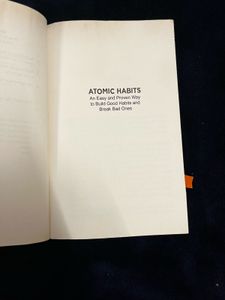 ATOMIC HABITS
An Easy and Proven Way
to Build Good Habits and
Break Bad Ones